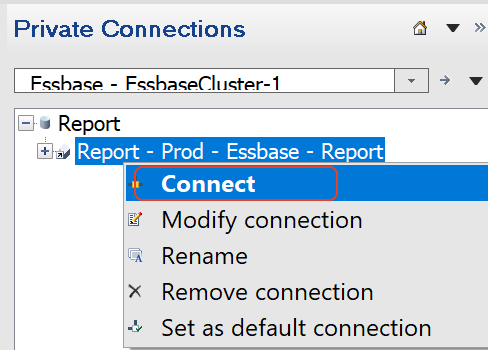 Private Connections
Essbase - EssbaseCluster-1
Report
Report - Prod - Essbase - Report
Connect
Modify connection
Rename
Remove connection
Set as default connection